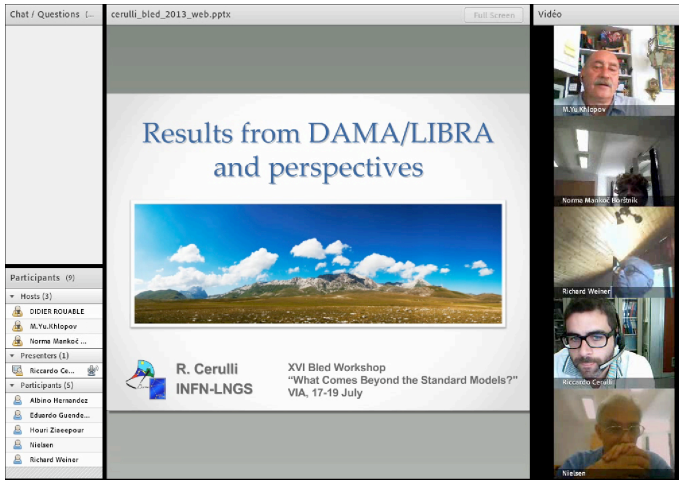 Chat / Questions (...
cerulli_bled_2013_web.pptx
Full Screen
Vidéo
Results from DAMA/LIBRA
and perspectives
R. Cerulli
INFN-LNGS
XVI Bled Workshop
“What Comes Beyond the Standard Models?”
VIA, 17-19 July
Participants (9)
Hosts (3)
DIDIER ROUABLE
M.Yu.Khlopov
Norma Mankoč ...
Presenters (1)
Riccardo Ce...
Participants (5)
Albino Hernandez
Eduardo Guende...
Houri Ziaeepour
Nielsen
Richard Weiner
M.Yu.Khlopov
Norma Mankoč Borštnik
Richard Weiner
Riccardo Cerulli
Nielsen